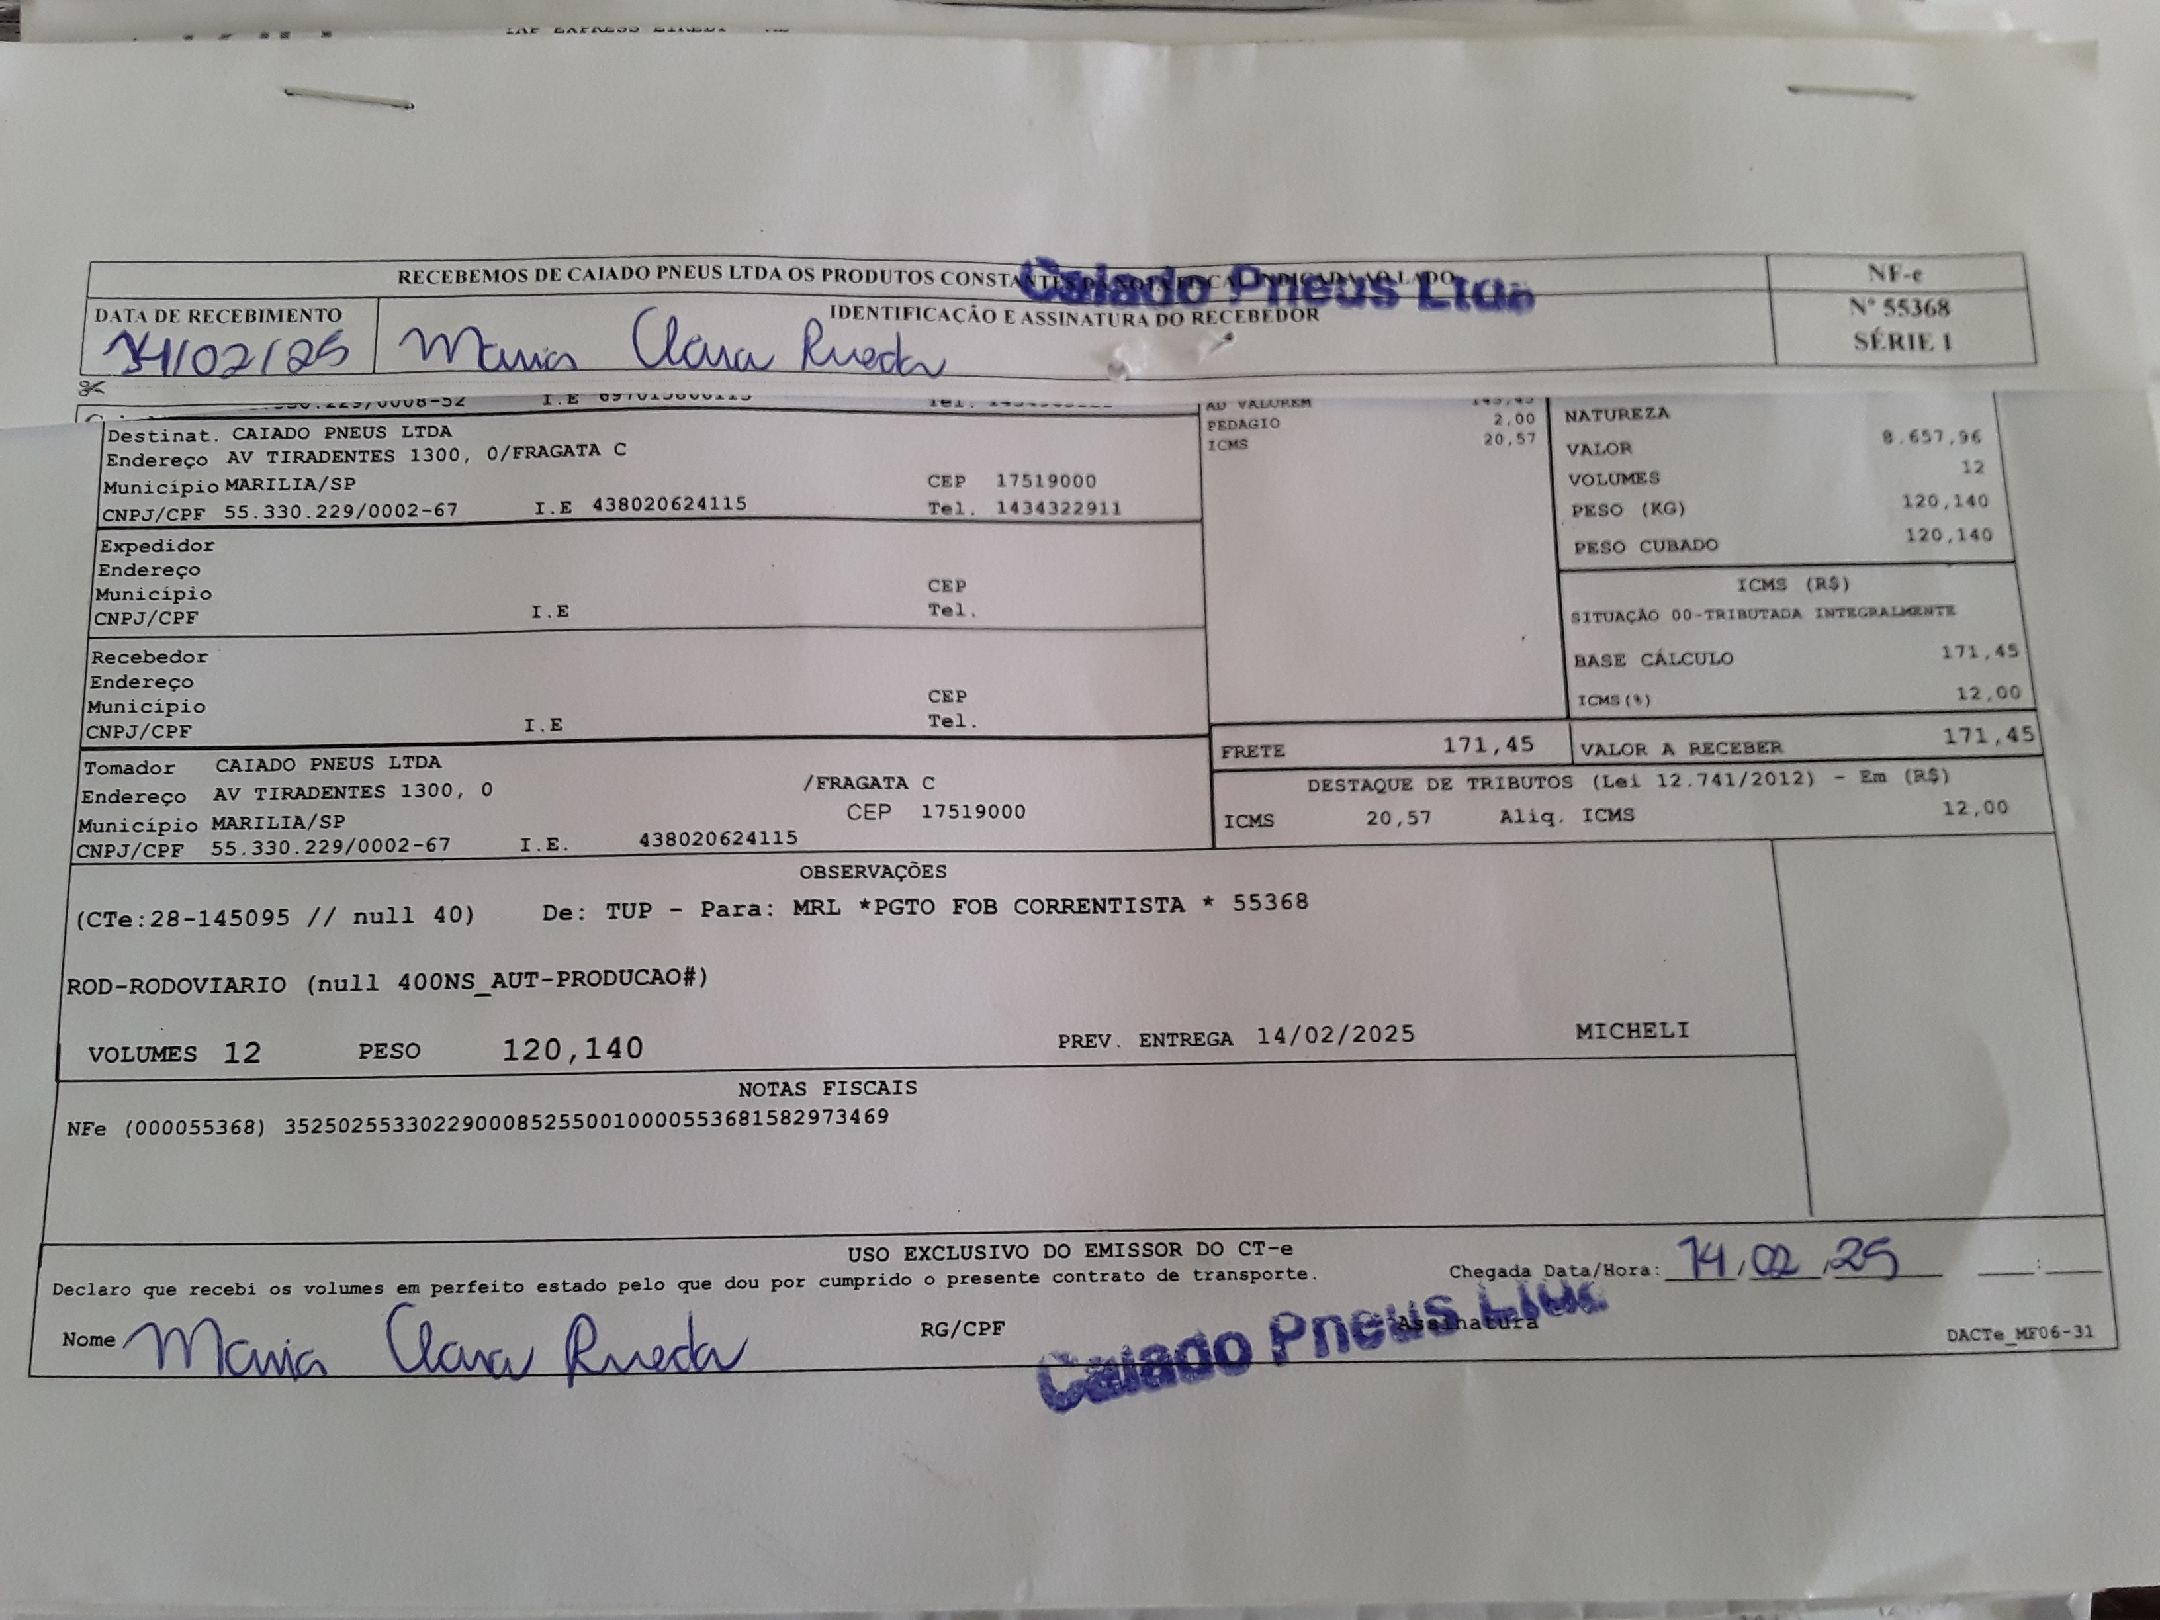 RECEBEMOS DE CAIADO PNEUS LTDA OS PRODUTOS CONSTANTES DA NOTA FISCAL INDICADA AO LADO
Caiado Pneus Ltda
NF-e
Nº 55368
SÉRIE 1
DATA DE RECEBIMENTO
IDENTIFICAÇÃO E ASSINATURA DO RECEBEDOR
14/02/25
Maria Clara Rueda
I.E
AD VALOREM
PEDAGIO 2,00
ICMS 20,57
NATUREZA
VALOR 8.657,96
VOLUMES 12
PESO (KG) 120,140
PESO CUBADO 120,140
Destinat. CAIADO PNEUS LTDA
Endereço AV TIRADENTES 1300, 0/FRAGATA C
Município MARILIA/SP CEP 17519000
CNPJ/CPF 55.330.229/0002-67 I.E 438020624115 Tel. 1434322911
Expedidor
Endereço
Município CEP
CNPJ/CPF I.E Tel.
ICMS (R$)
SITUAÇÃO 00-TRIBUTADA INTEGRALMENTE
BASE CÁLCULO 171,45
ICMS(%) 12,00
Recebedor
Endereço
Município CEP
CNPJ/CPF I.E Tel.
FRETE 171,45 VALOR A RECEBER 171,45
Tomador CAIADO PNEUS LTDA
Endereço AV TIRADENTES 1300, 0 /FRAGATA C
Município MARILIA/SP CEP 17519000
CNPJ/CPF 55.330.229/0002-67 I.E. 438020624115
DESTAQUE DE TRIBUTOS (Lei 12.741/2012) - Em (R$)
ICMS 20,57 Aliq. ICMS 12,00
OBSERVAÇÕES
(CTe:28-145095 // null 40) De: TUP - Para: MRL *PGTO FOB CORRENTISTA * 55368
ROD-RODOVIARIO (null 400NS_AUT-PRODUCAO#)
VOLUMES 12 PESO 120,140 PREV. ENTREGA 14/02/2025 MICHELI
NOTAS FISCAIS
NFe (000055368) 35250255330229000852550010000553681582973469
USO EXCLUSIVO DO EMISSOR DO CT-e
Declaro que recebi os volumes em perfeito estado pelo que dou por cumprido o presente contrato de transporte.
Chegada Data/Hora: 14/02/25 :
Nome Maria Clara Rueda RG/CPF Assinatura DACTe_MF06-31
Caiado Pneus Ltda